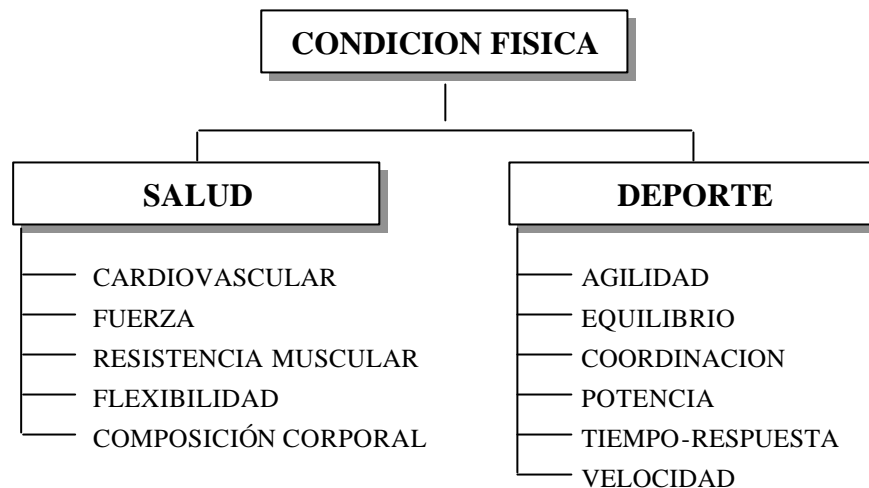 CONDICION FISICA
SALUD
CARDIOVASCULAR
FUERZA
RESISTENCIA MUSCULAR
FLEXIBILIDAD
COMPOSICIÓN CORPORAL
DEPORTE
AGILIDAD
EQUILIBRIO
COORDINACION
POTENCIA
TIEMPO-RESPUESTA
VELOCIDAD